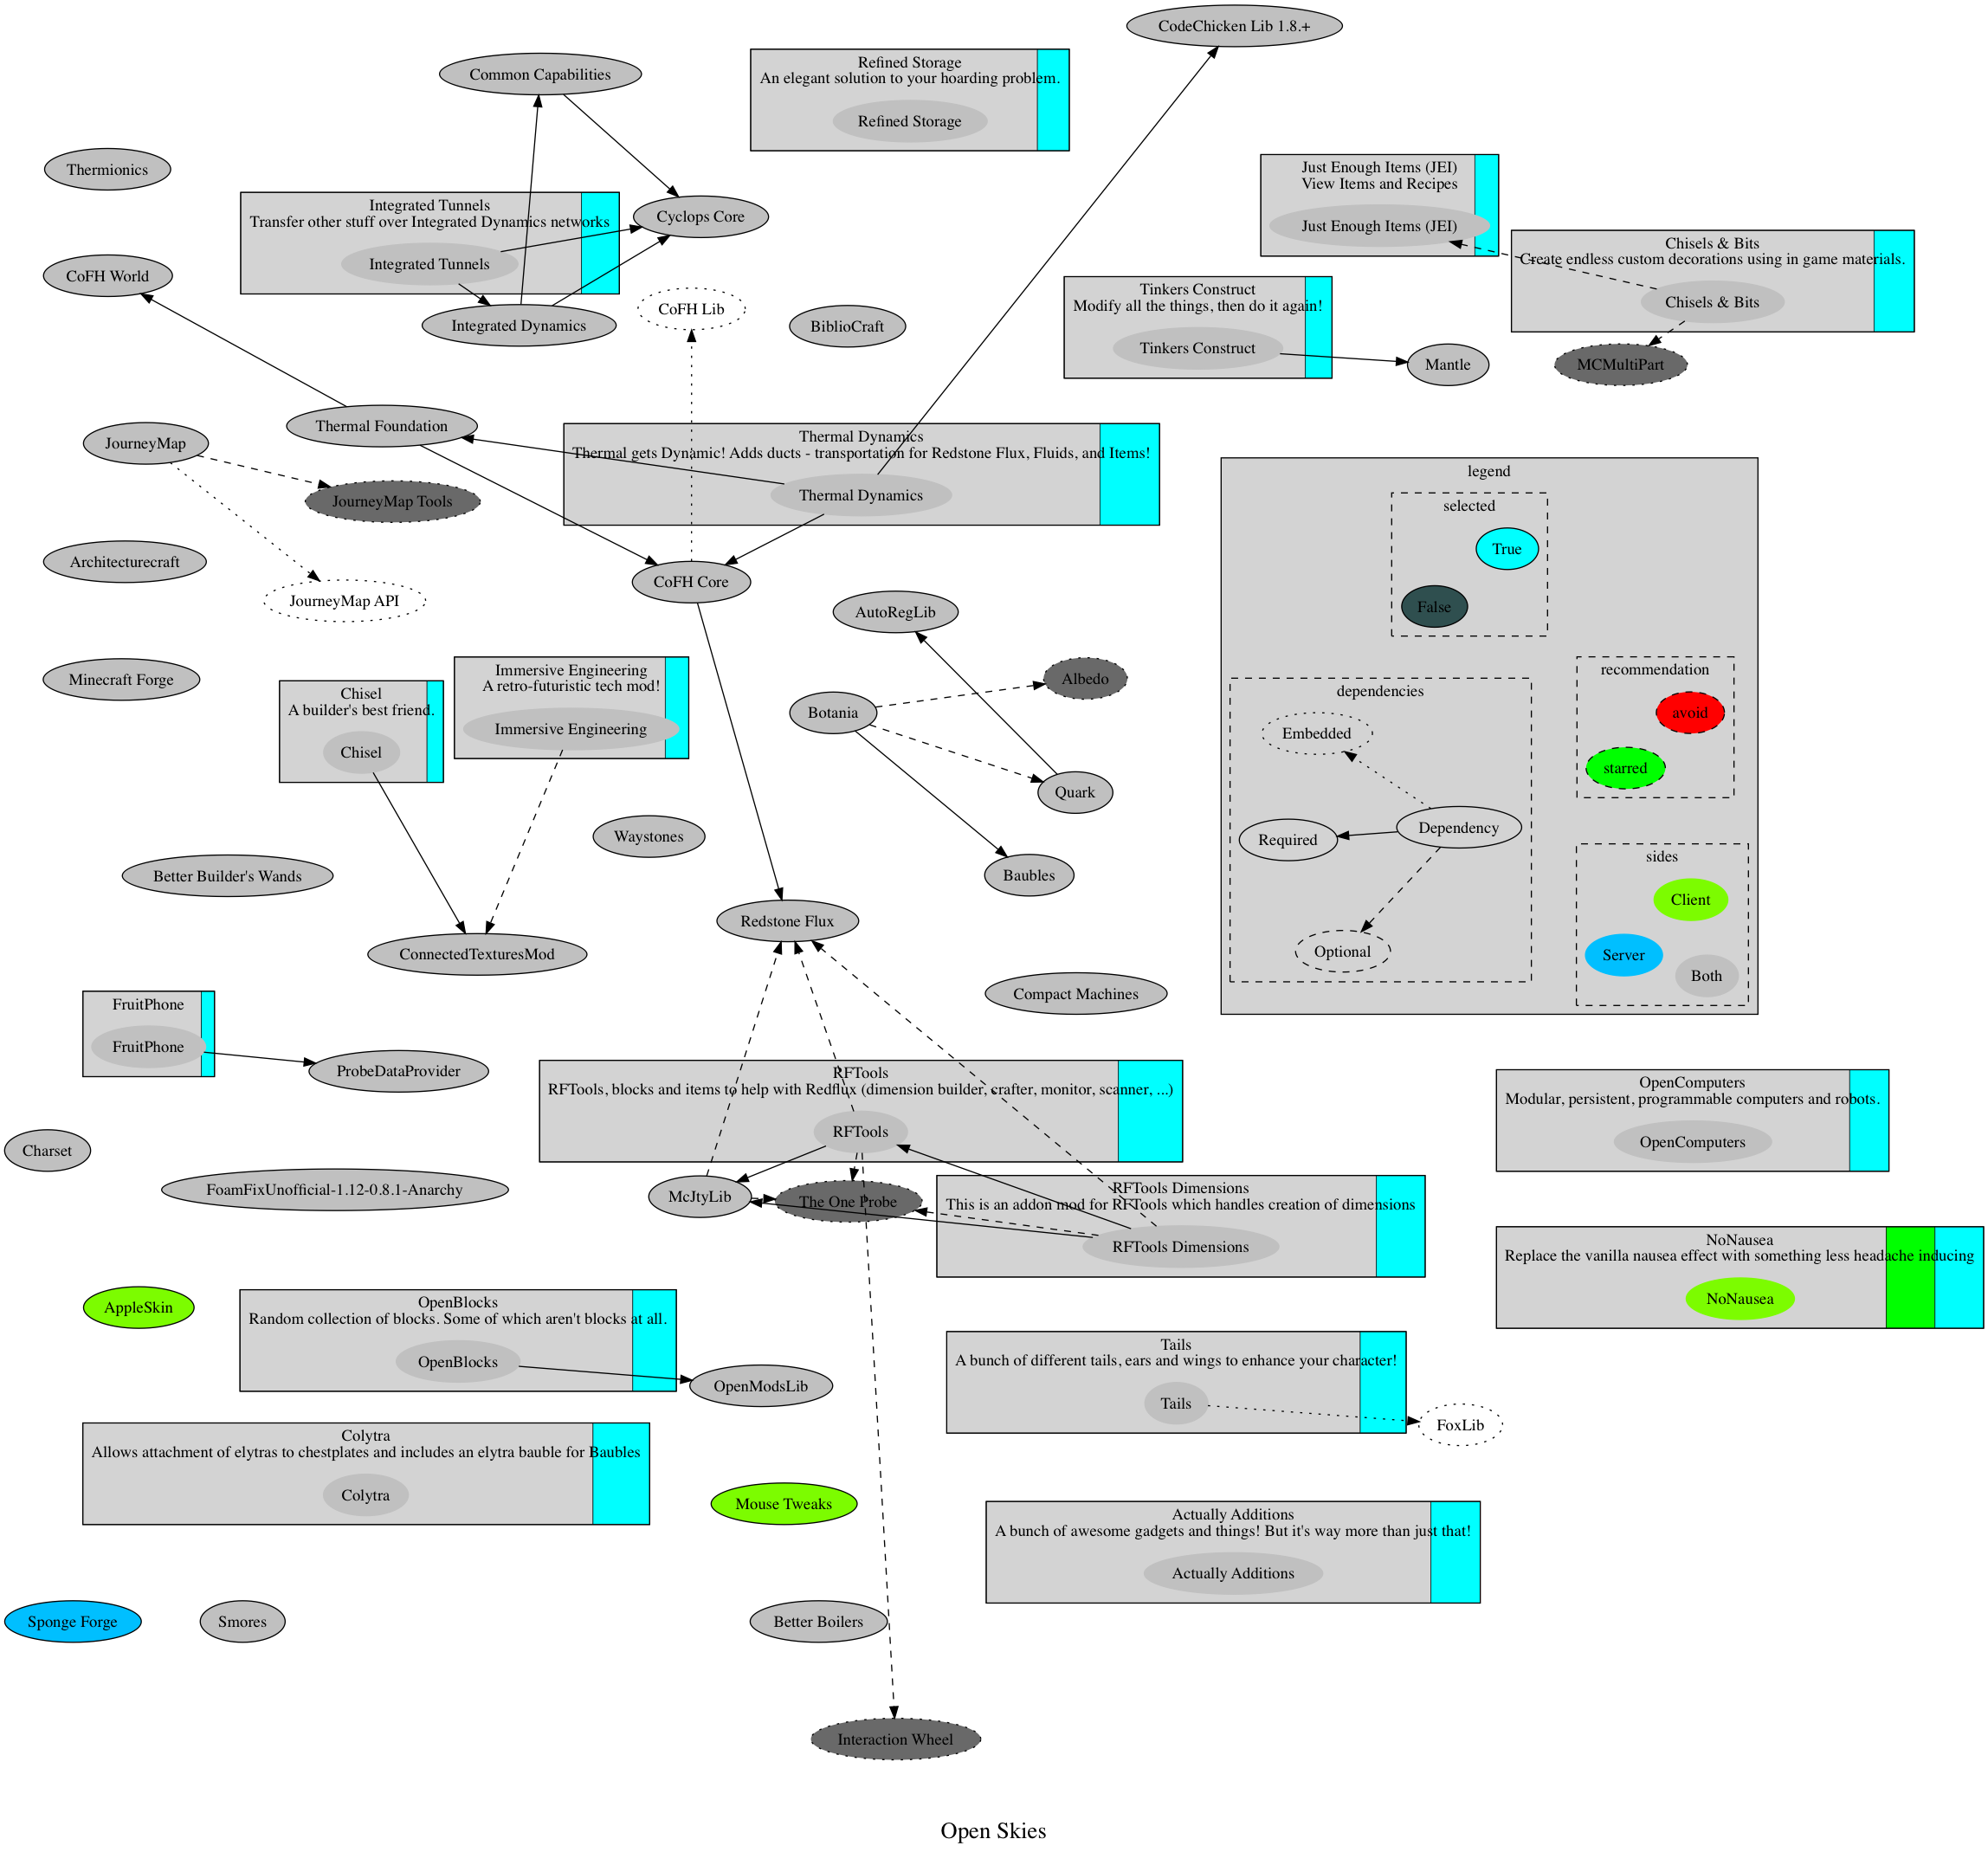 CodeChicken Lib 1.8.+
Common Capabilities
Refined Storage
An elegant solution to your hoarding problem.
Refined Storage
Thermionics
Just Enough Items (JEI)
View Items and Recipes
Just Enough Items (JEI)
Integrated Tunnels
Transfer other stuff over Integrated Dynamics networks
Integrated Tunnels
Cyclops Core
Chisels & Bits
Create endless custom decorations using in game materials.
Chisels & Bits
CoFH World
Integrated Dynamics
CoFH Lib
BiblioCraft
Tinkers Construct
Modify all the things, then do it again!
Tinkers Construct
Mantle
MCMultiPart
Thermal Foundation
JourneyMap
JourneyMap Tools
Thermal Dynamics
Thermal gets Dynamic! Adds ducts - transportation for Redstone Flux, Fluids, and Items!
Thermal Dynamics
legend
selected
True
False
Architecturecraft
JourneyMap API
CoFH Core
AutoRegLib
Minecraft Forge
Chisel
A builder's best friend.
Chisel
Immersive Engineering
A retro-futuristic tech mod!
Immersive Engineering
Botania
Albedo
Quark
Baubles
dependencies
Embedded
Dependency
Required
Optional
recommendation
avoid
starred
sides
Client
Server
Both
Waystones
Better Builder's Wands
Redstone Flux
ConnectedTexturesMod
Compact Machines
FruitPhone
FruitPhone
ProbeDataProvider
RFTools
RFTools, blocks and items to help with Redflux (dimension builder, crafter, monitor, scanner, ...)
RFTools
OpenComputers
Modular, persistent, programmable computers and robots.
OpenComputers
Charset
FoamFixUnofficial-1.12-0.8.1-Anarchy
McJtyLib
The One Probe
RFTools Dimensions
This is an addon mod for RFTools which handles creation of dimensions
RFTools Dimensions
NoNausea
Replace the vanilla nausea effect with something less headache inducing
NoNausea
AppleSkin
OpenBlocks
Random collection of blocks. Some of which aren't blocks at all.
OpenBlocks
OpenModsLib
Tails
A bunch of different tails, ears and wings to enhance your character!
Tails
FoxLib
Colytra
Allows attachment of elytras to chestplates and includes an elytra bauble for Baubles
Colytra
Mouse Tweaks
Actually Additions
A bunch of awesome gadgets and things! But it's way more than just that!
Actually Additions
Sponge Forge
Smores
Better Boilers
Interaction Wheel
Open Skies